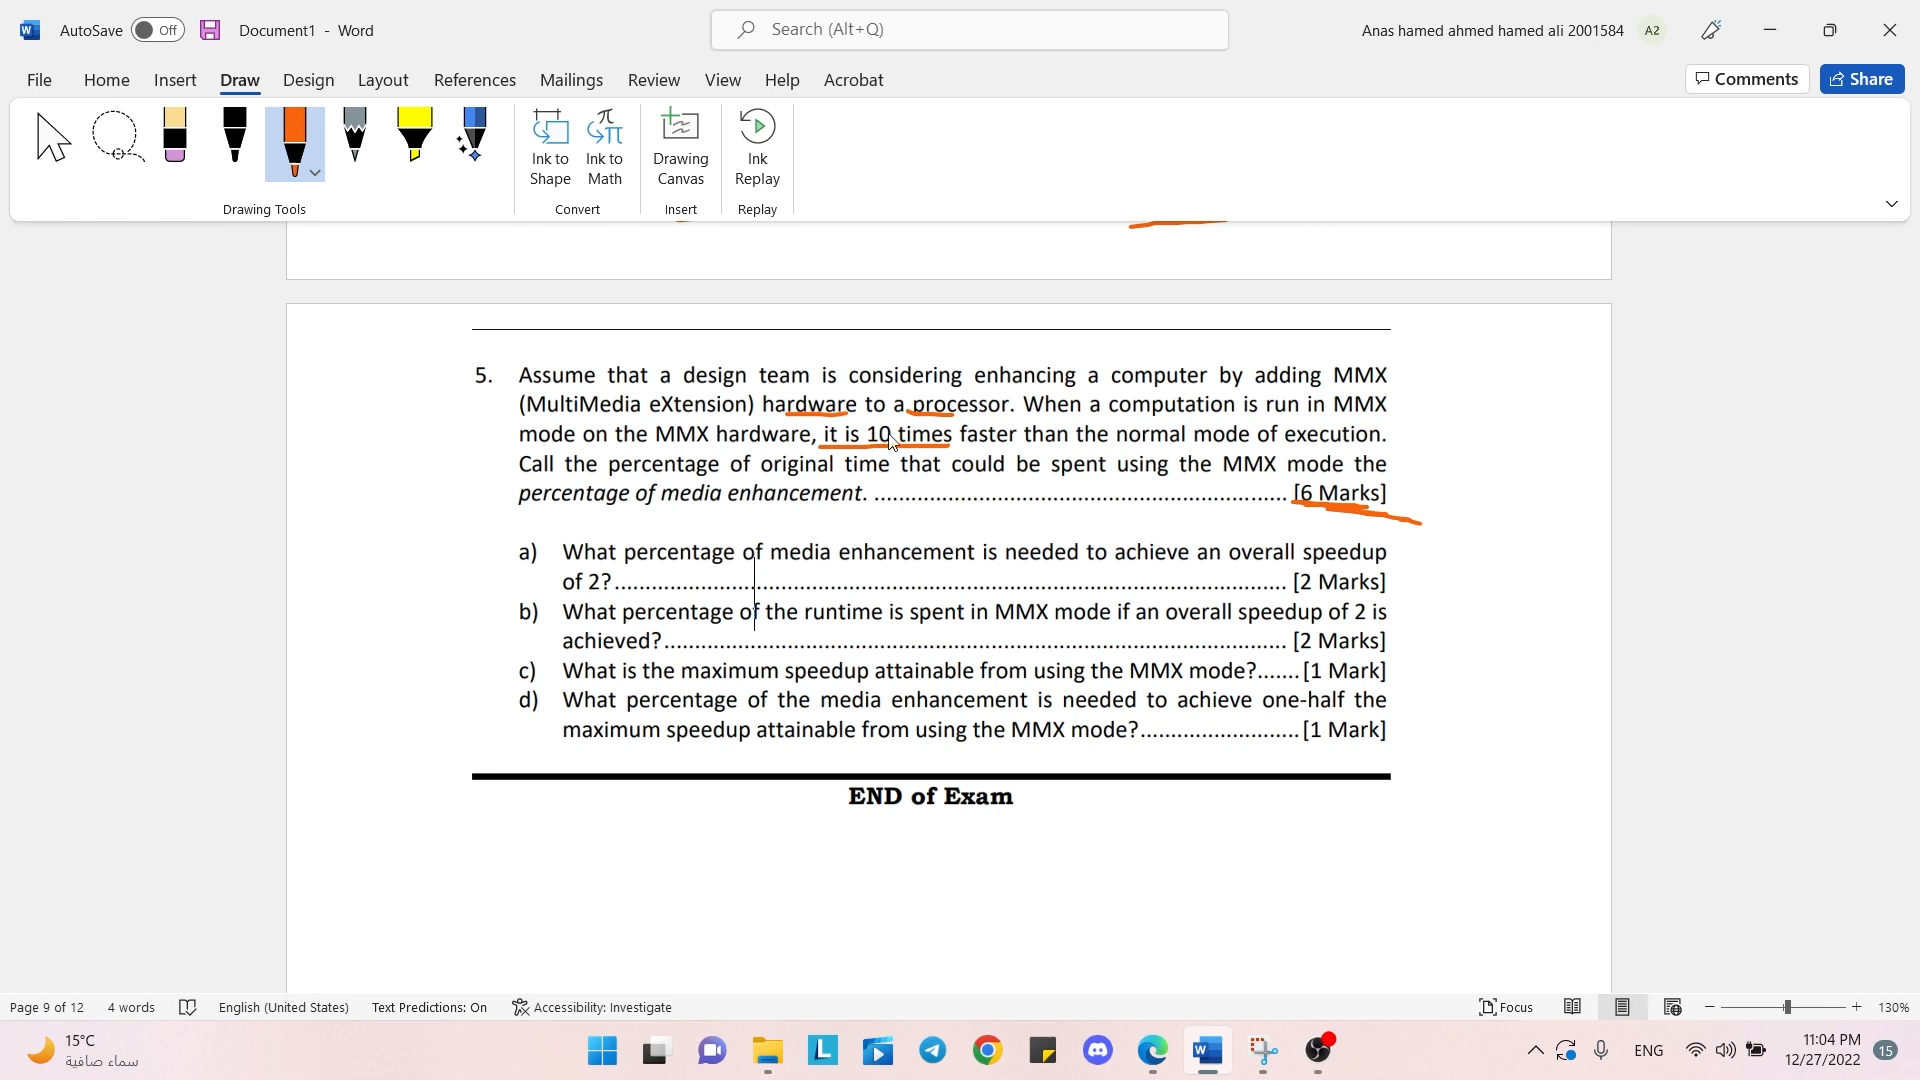 AutoSave Off Document1 - Word Search (Alt+Q) Anas hamed ahmed hamed ali 2001584 A2
File Home Insert Draw Design Layout References Mailings Review View Help Acrobat Comments Share
Ink to Shape
Ink to Math
Drawing Canvas
Ink Replay
Drawing Tools Convert Insert Replay
5. Assume that a design team is considering enhancing a computer by adding MMX
(MultiMedia eXtension) hardware to a processor. When a computation is run in MMX
mode on the MMX hardware, it is 10 times faster than the normal mode of execution.
Call the percentage of original time that could be spent using the MMX mode the
percentage of media enhancement. .................................................................... [6 Marks]
a) What percentage of media enhancement is needed to achieve an overall speedup
of 2?............................................................................................................... [2 Marks]
b) What percentage of the runtime is spent in MMX mode if an overall speedup of 2 is
achieved?...................................................................................................... [2 Marks]
c) What is the maximum speedup attainable from using the MMX mode?....... [1 Mark]
d) What percentage of the media enhancement is needed to achieve one-half the
maximum speedup attainable from using the MMX mode?.......................... [1 Mark]
END of Exam
Page 9 of 12 4 words English (United States) Text Predictions: On Accessibility: Investigate Focus 130%
15°C
سماء صافية
ENG
11:04 PM
12/27/2022
15